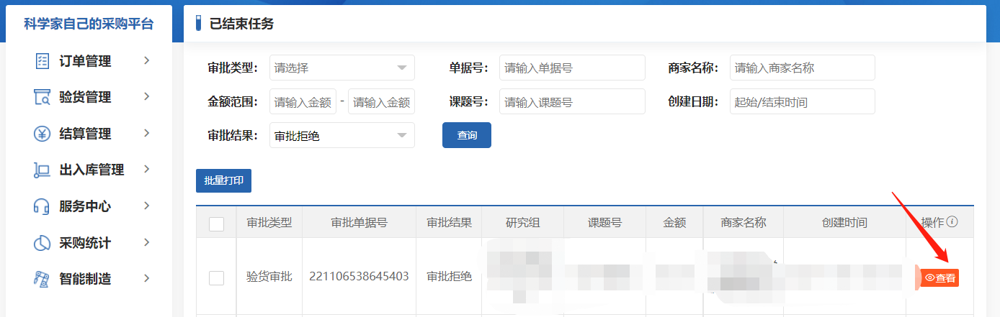 科学家自己的采购平台
订单管理
验货管理
结算管理
出入库管理
服务中心
采购统计
智能制造
已结束任务
审批类型： 请选择 单据号： 请输入单据号 商家名称： 请输入商家名称
金额范围： 请输入金额 - 请输入金额 课题号： 请输入课题号 创建日期： 起始/结束时间
审批结果： 审批拒绝 查询
批量打印
审批类型 审批单据号 审批结果 研究组 课题号 金额 商家名称 创建时间 操作
验货审批 221106538645403 审批拒绝 查看